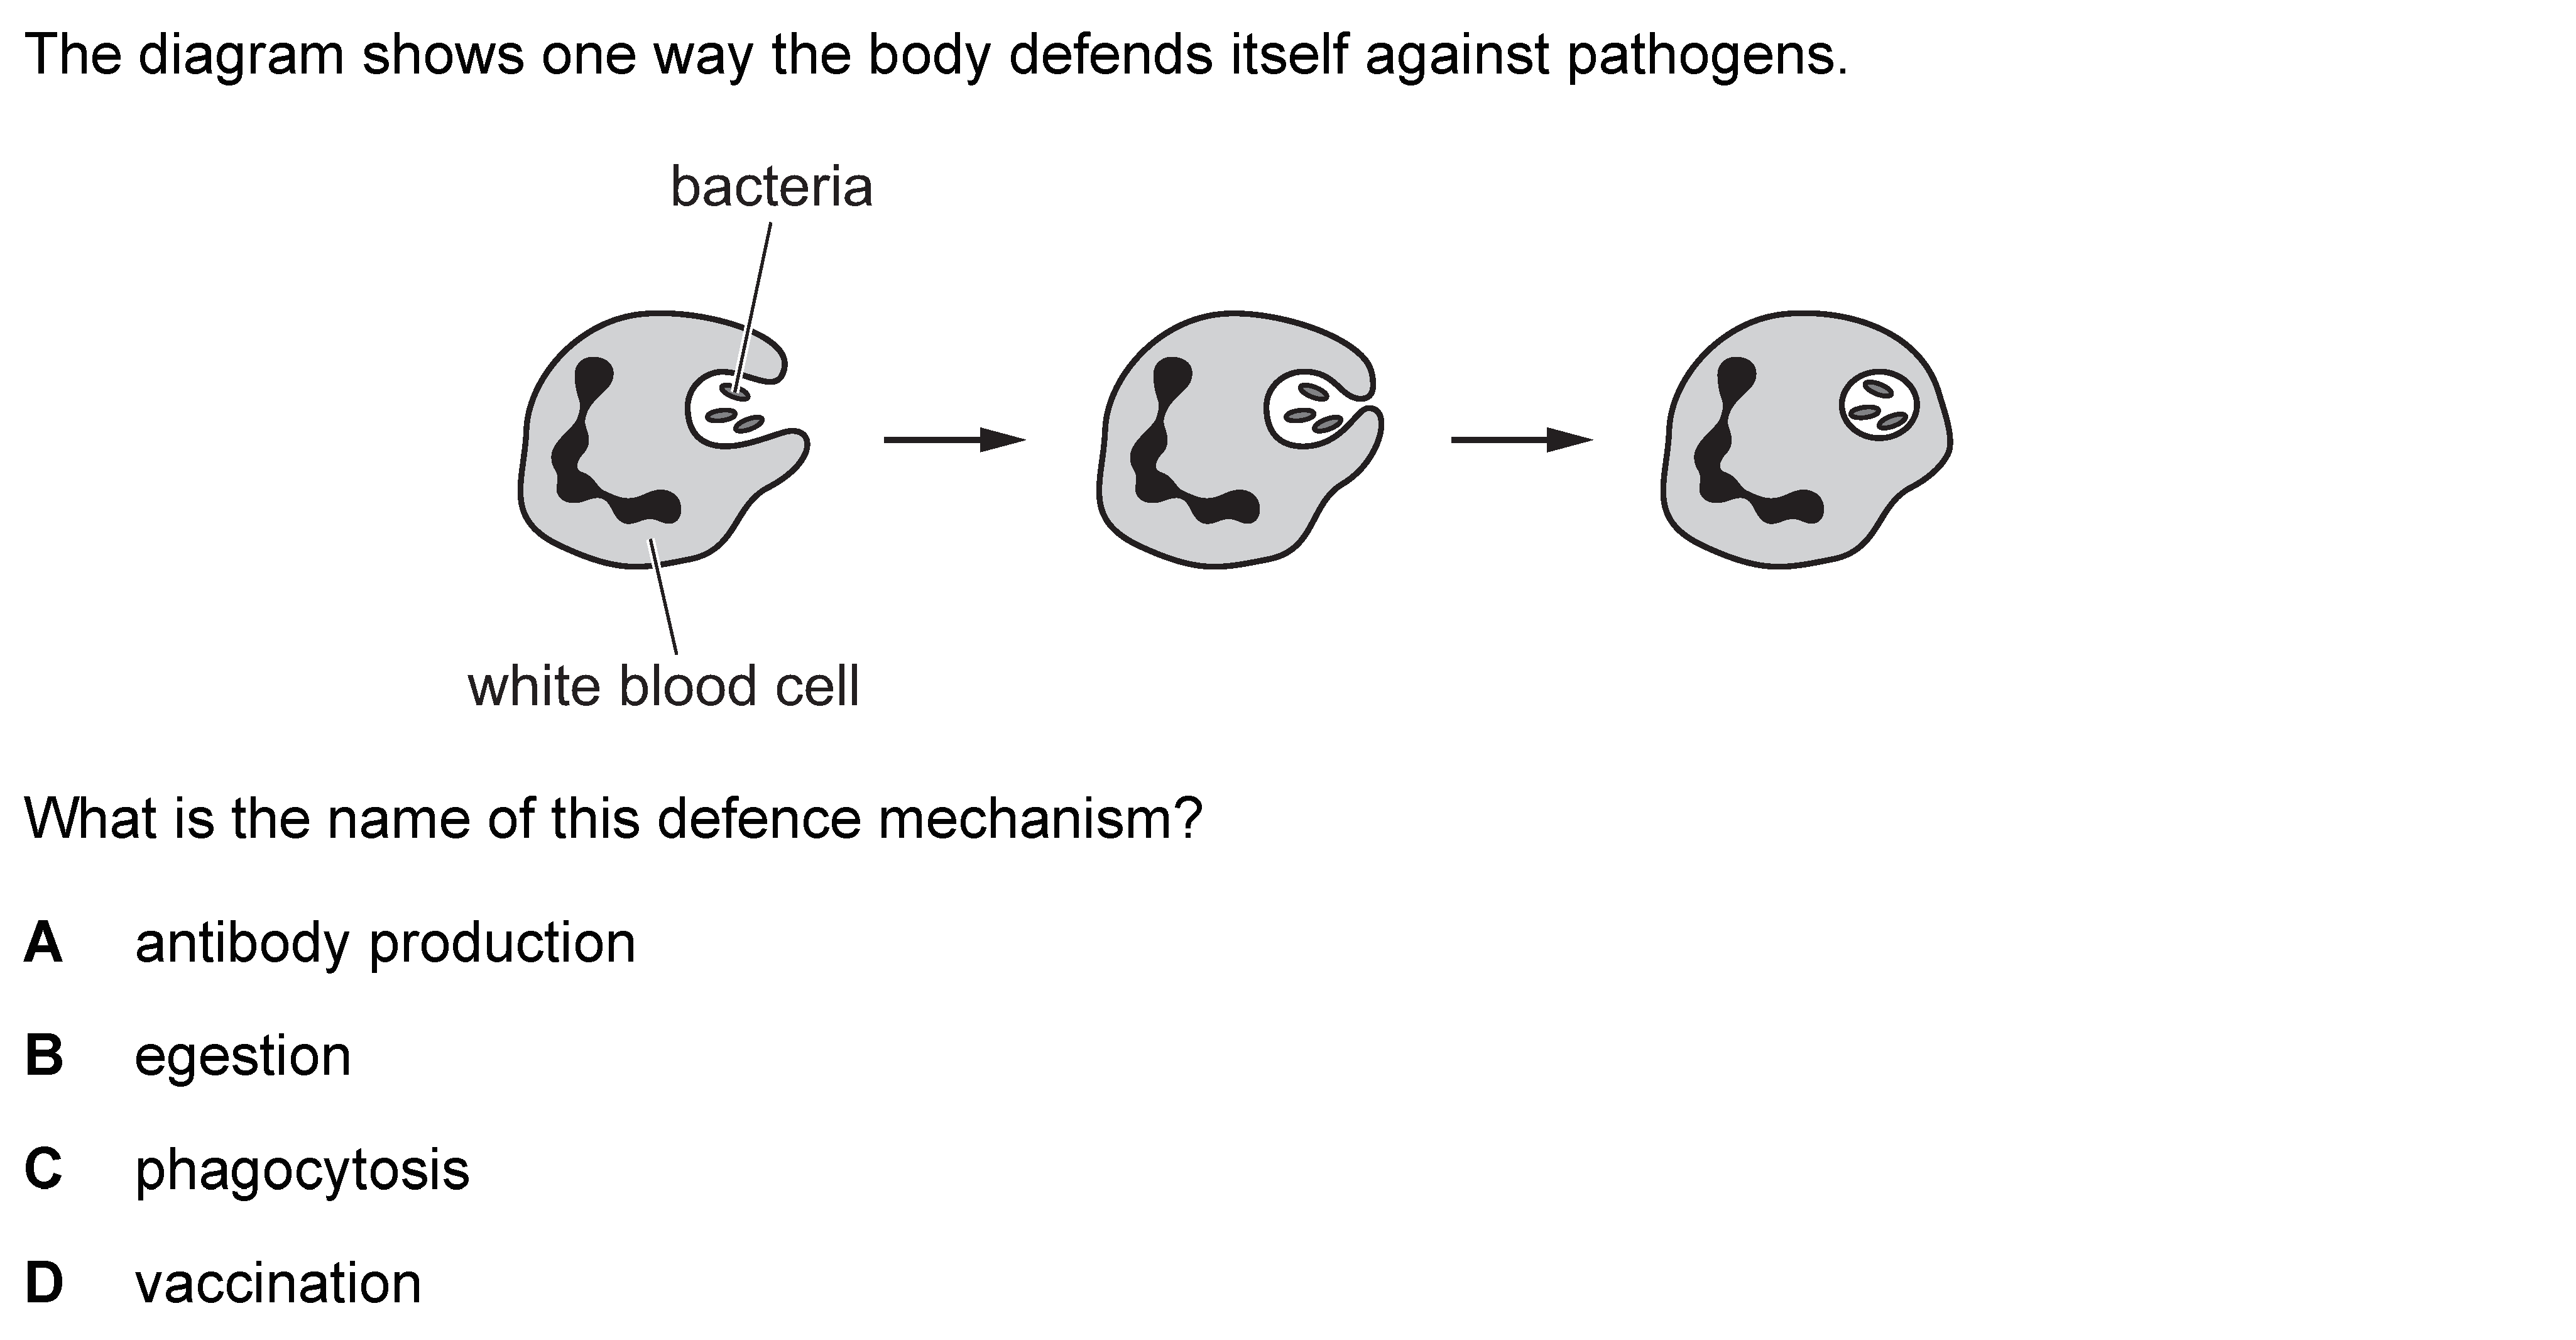 The diagram shows one way the body defends itself against pathogens.
bacteria
white blood cell
What is the name of this defence mechanism?
A antibody production
B egestion
C phagocytosis
D vaccination